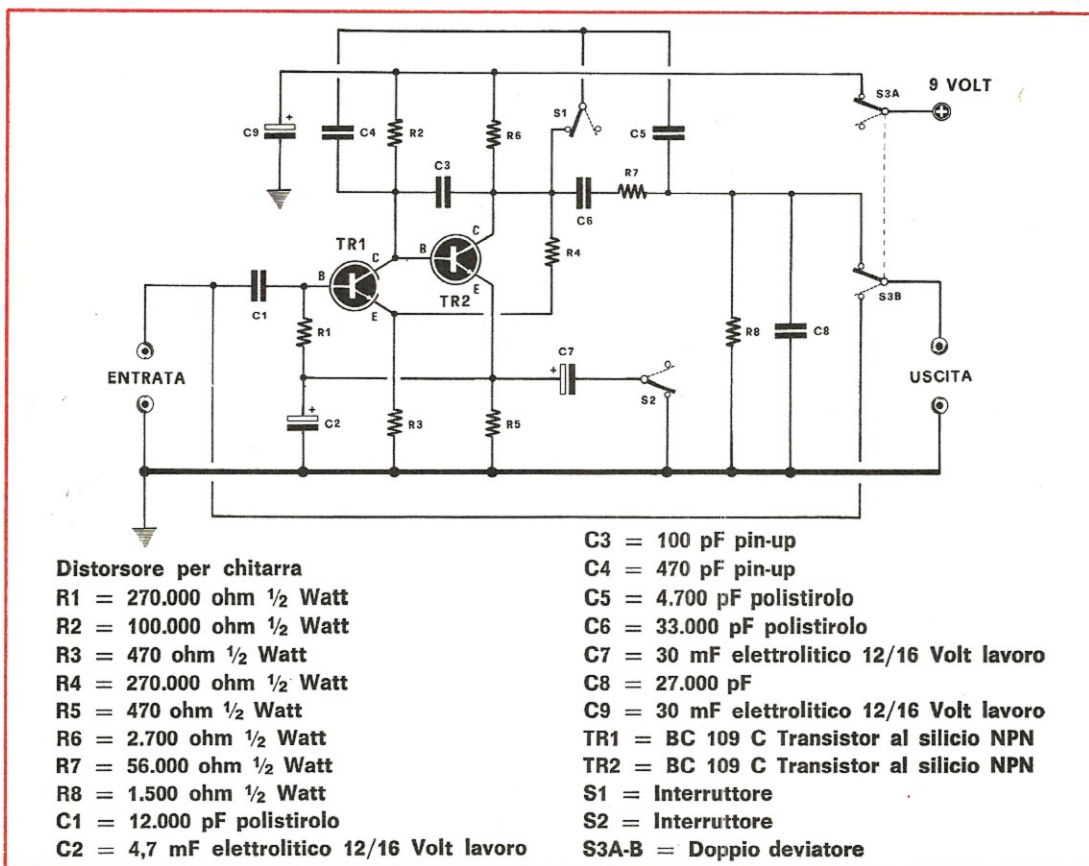 9 VOLT
S3A
S1
C9
+
C4
R2
R6
C5
C3
R7
C6
R4
TR1
C
B
C
B
E
TR2
E
S3B
C1
R1
R8
C8
C7
+
ENTRATA
USCITA
S2
+
C2
R3
R5
Distorsore per chitarra
R1 = 270.000 ohm ½ Watt
R2 = 100.000 ohm ½ Watt
R3 = 470 ohm ½ Watt
R4 = 270.000 ohm ½ Watt
R5 = 470 ohm ½ Watt
R6 = 2.700 ohm ½ Watt
R7 = 56.000 ohm ½ Watt
R8 = 1.500 ohm ½ Watt
C1 = 12.000 pF polistirolo
C2 = 4,7 mF elettrolitico 12/16 Volt lavoro
C3 = 100 pF pin-up
C4 = 470 pF pin-up
C5 = 4.700 pF polistirolo
C6 = 33.000 pF polistirolo
C7 = 30 mF elettrolitico 12/16 Volt lavoro
C8 = 27.000 pF
C9 = 30 mF elettrolitico 12/16 Volt lavoro
TR1 = BC 109 C Transistor al silicio NPN
TR2 = BC 109 C Transistor al silicio NPN
S1 = Interruttore
S2 = Interruttore
S3A-B = Doppio deviatore